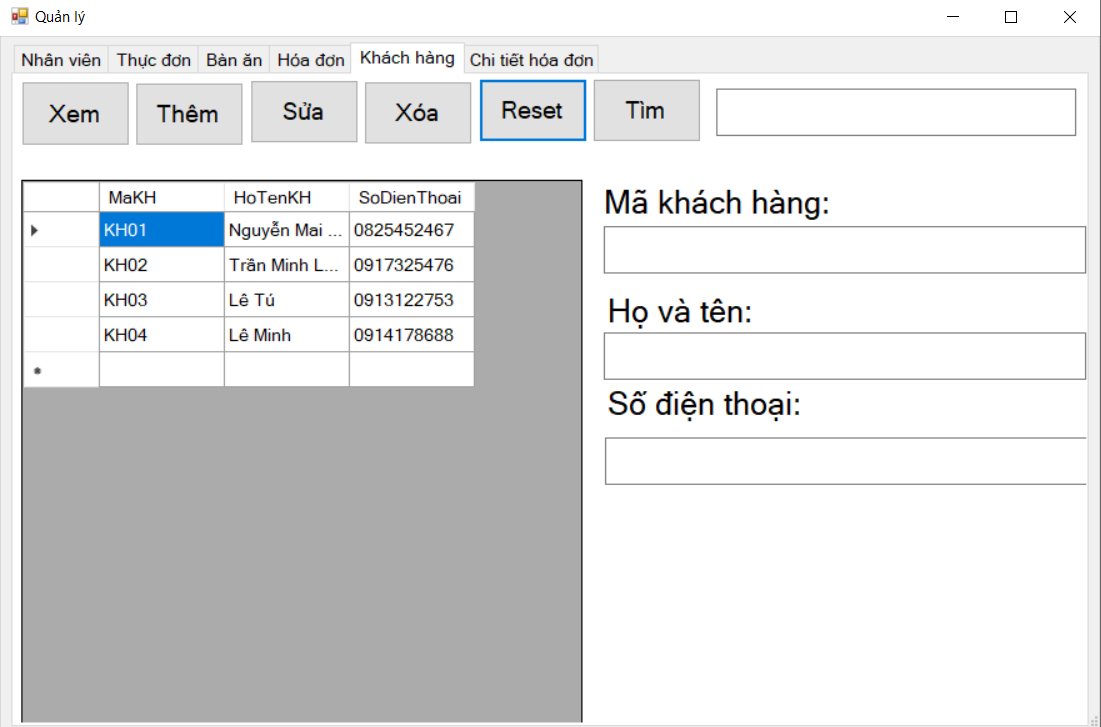 Quản lý
Nhân viên Thực đơn Bàn ăn Hóa đơn Khách hàng Chi tiết hóa đơn
Xem Thêm Sửa Xóa Reset Tìm
MaKH HoTenKH SoDienThoai
KH01 Nguyễn Mai ... 0825452467
KH02 Trần Minh L... 0917325476
KH03 Lê Tú 0913122753
KH04 Lê Minh 0914178688
Mã khách hàng:
Họ và tên:
Số điện thoại: